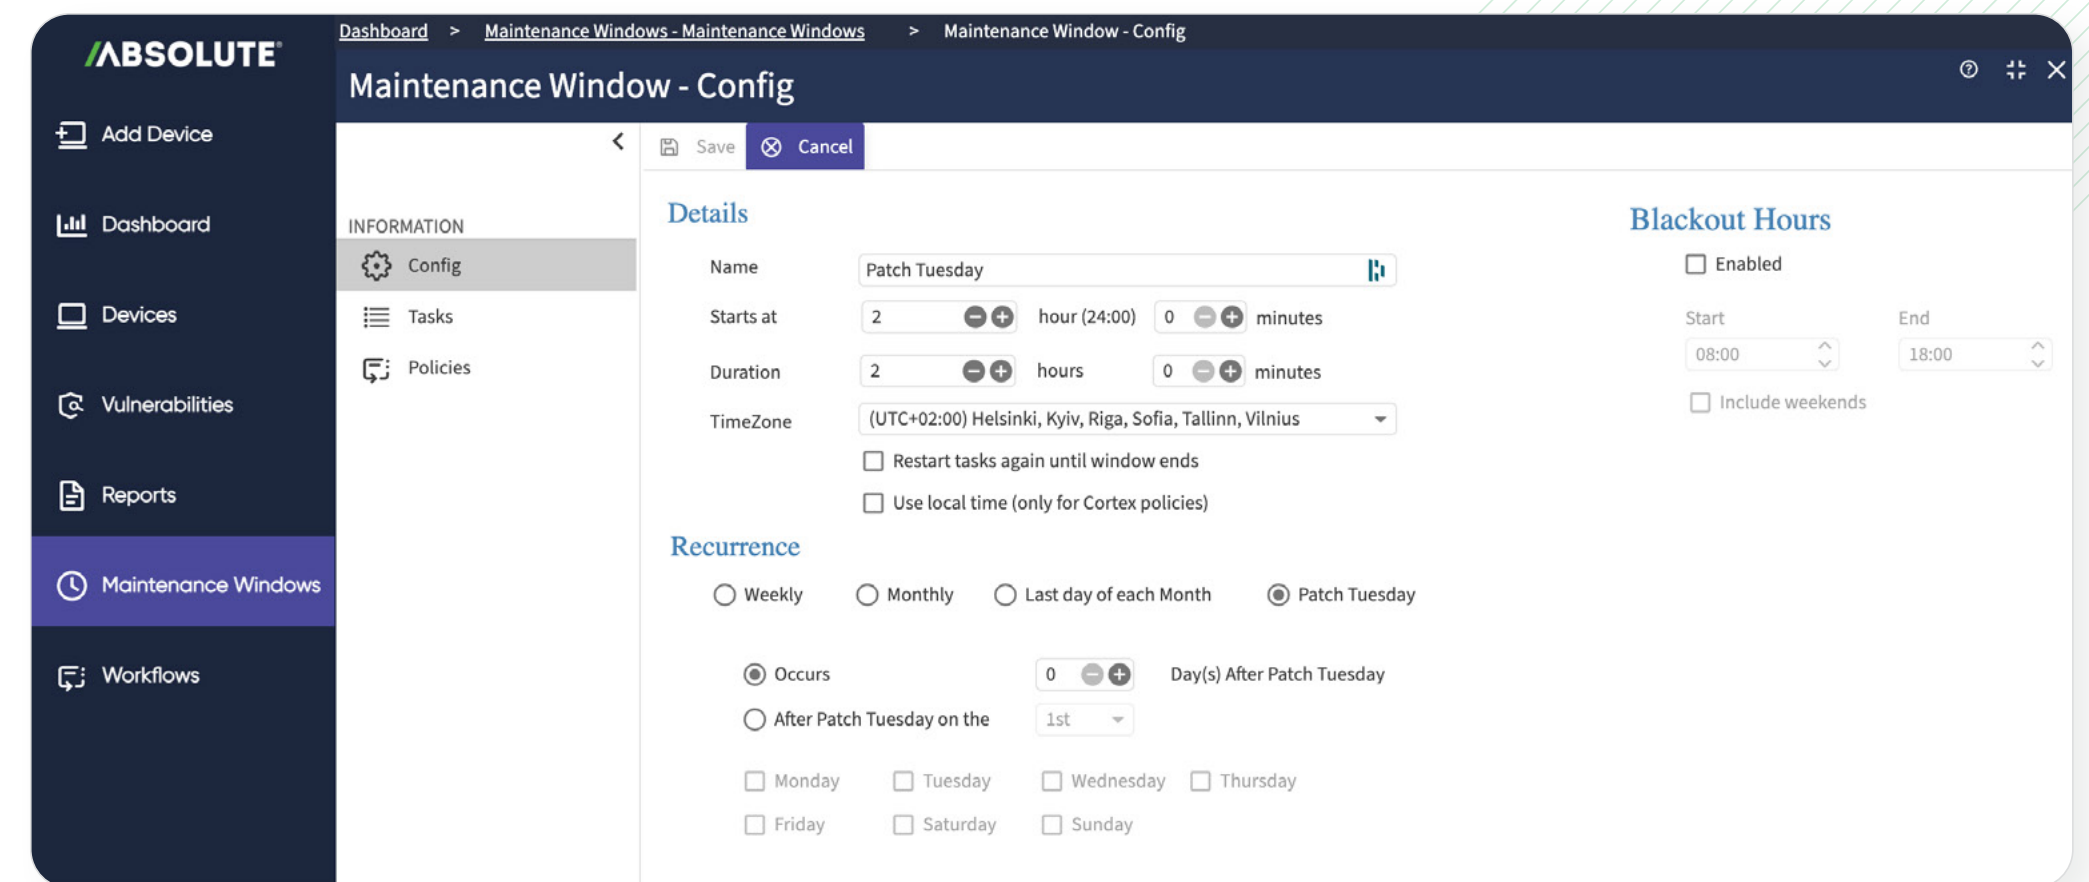 Dashboard > Maintenance Windows - Maintenance Windows > Maintenance Window - Config
/ABSOLUTE®
Maintenance Window - Config
Add Device
Dashboard
Devices
Vulnerabilities
Reports
Maintenance Windows
Workflows
INFORMATION
Config
Tasks
Policies
Save Cancel
Details
Name Patch Tuesday
Starts at 2 hour (24:00) 0 minutes
Duration 2 hours 0 minutes
TimeZone (UTC+02:00) Helsinki, Kyiv, Riga, Sofia, Tallinn, Vilnius
Restart tasks again until window ends
Use local time (only for Cortex policies)
Recurrence
Weekly Monthly Last day of each Month Patch Tuesday
Occurs 0 Day(s) After Patch Tuesday
After Patch Tuesday on the 1st
Monday Tuesday Wednesday Thursday
Friday Saturday Sunday
Blackout Hours
Enabled
Start End
08:00 18:00
Include weekends